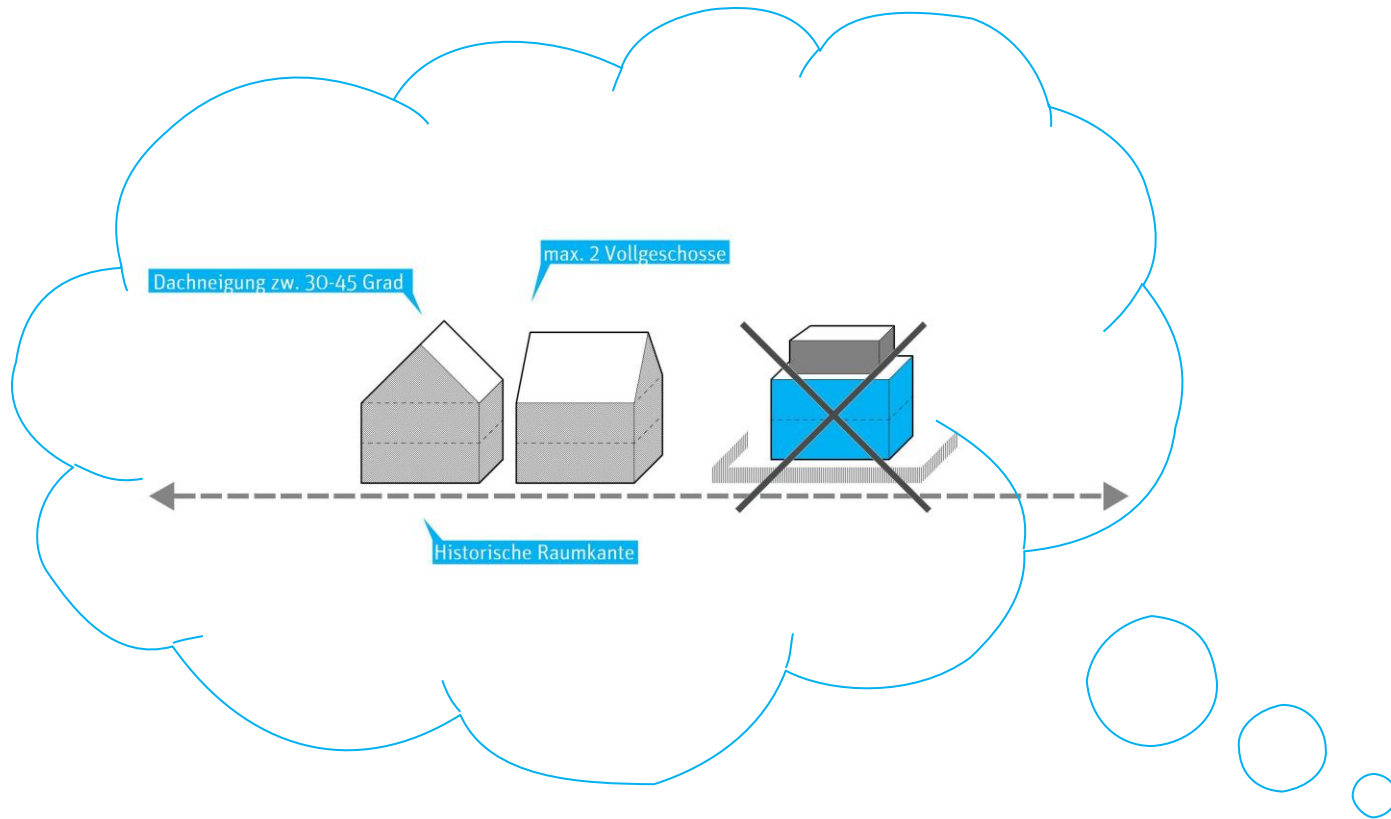 max. 2 Vollgeschosse
Dachneigung zw. 30-45 Grad
Historische Raumkante